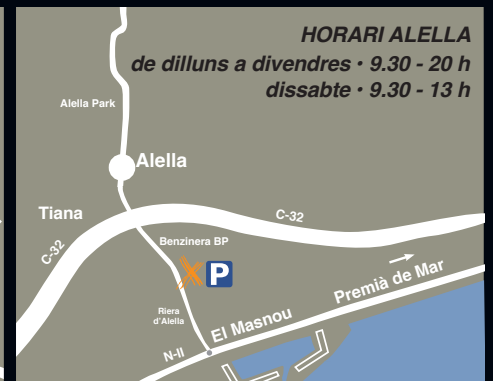 HORARI ALELLA
de dilluns a divendres • 9.30 - 20 h
dissabte • 9.30 - 13 h
Alella Park
Alella
Tiana
C-32
C-32
Benzinera BP
P
Premià de Mar
Riera
d'Alella
El Masnou
N-II